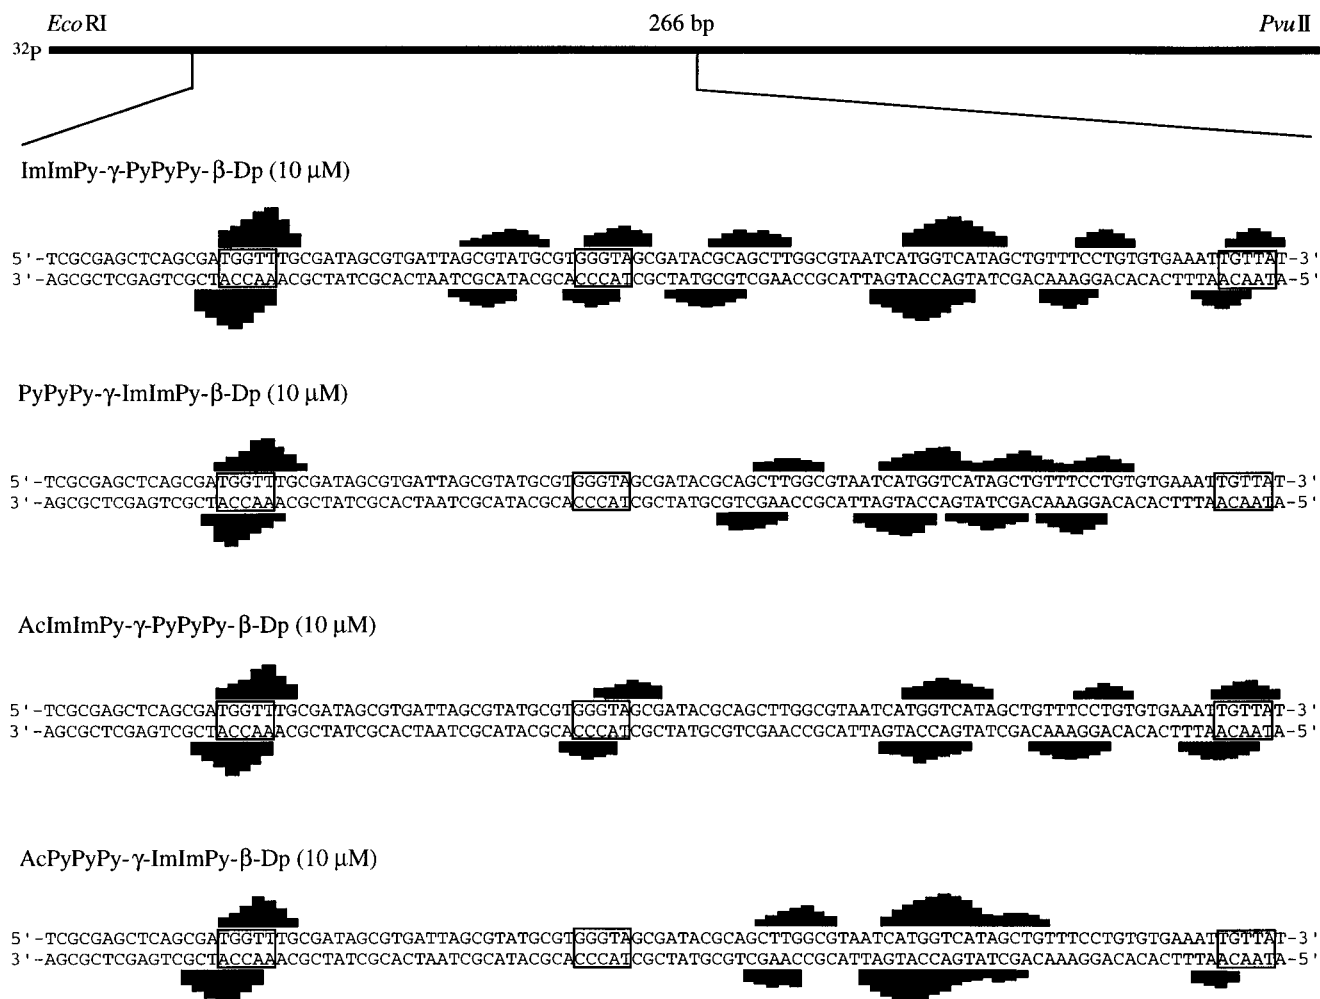 EcoRI 266 bp PvuII
32P
ImImPy-γ-PyPyPy-β-Dp (10 μM)
5'-TCGCGAGCTCAGCGATGGTTTGCGATAGCGTGATTAGCGTATGCGTGGGTAGCGATACGCAGCTTGGCGTAATCATGGTCATAGCTGTTTCCTGTGTGAAATTGTTAT-3'
3'-AGCGCTCGAGTCGCTACCAAACGCTATCGCACTAATCGCATACGCACCCATCGCTATGCGTCGAACCGCATTAGTACCAGTATCGACAAAGGACACACTTTAACAATA-5'
PyPyPy-γ-ImImPy-β-Dp (10 μM)
5'-TCGCGAGCTCAGCGATGGTTTGCGATAGCGTGATTAGCGTATGCGTGGGTAGCGATACGCAGCTTGGCGTAATCATGGTCATAGCTGTTTCCTGTGTGAAATTGTTAT-3'
3'-AGCGCTCGAGTCGCTACCAAACGCTATCGCACTAATCGCATACGCACCCATCGCTATGCGTCGAACCGCATTAGTACCAGTATCGACAAAGGACACACTTTAACAATA-5'
AcImImPy-γ-PyPyPy-β-Dp (10 μM)
5'-TCGCGAGCTCAGCGATGGTTTGCGATAGCGTGATTAGCGTATGCGTGGGTAGCGATACGCAGCTTGGCGTAATCATGGTCATAGCTGTTTCCTGTGTGAAATTGTTAT-3'
3'-AGCGCTCGAGTCGCTACCAAACGCTATCGCACTAATCGCATACGCACCCATCGCTATGCGTCGAACCGCATTAGTACCAGTATCGACAAAGGACACACTTTAACAATA-5'
AcPyPyPy-γ-ImImPy-β-Dp (10 μM)
5'-TCGCGAGCTCAGCGATGGTTTGCGATAGCGTGATTAGCGTATGCGTGGGTAGCGATACGCAGCTTGGCGTAATCATGGTCATAGCTGTTTCCTGTGTGAAATTGTTAT-3'
3'-AGCGCTCGAGTCGCTACCAAACGCTATCGCACTAATCGCATACGCACCCATCGCTATGCGTCGAACCGCATTAGTACCAGTATCGACAAAGGACACACTTTAACAATA-5'